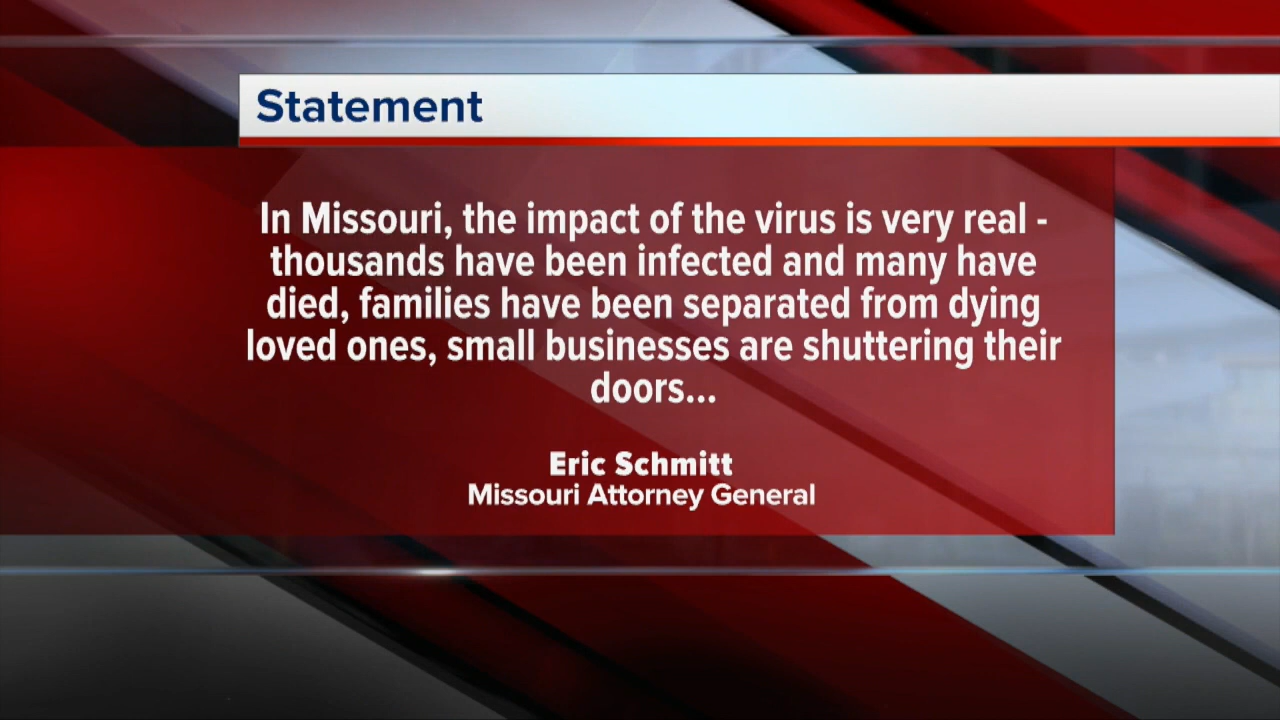 Statement
In Missouri, the impact of the virus is very real -
thousands have been infected and many have
died, families have been separated from dying
loved ones, small businesses are shuttering their
doors...
Eric Schmitt
Missouri Attorney General